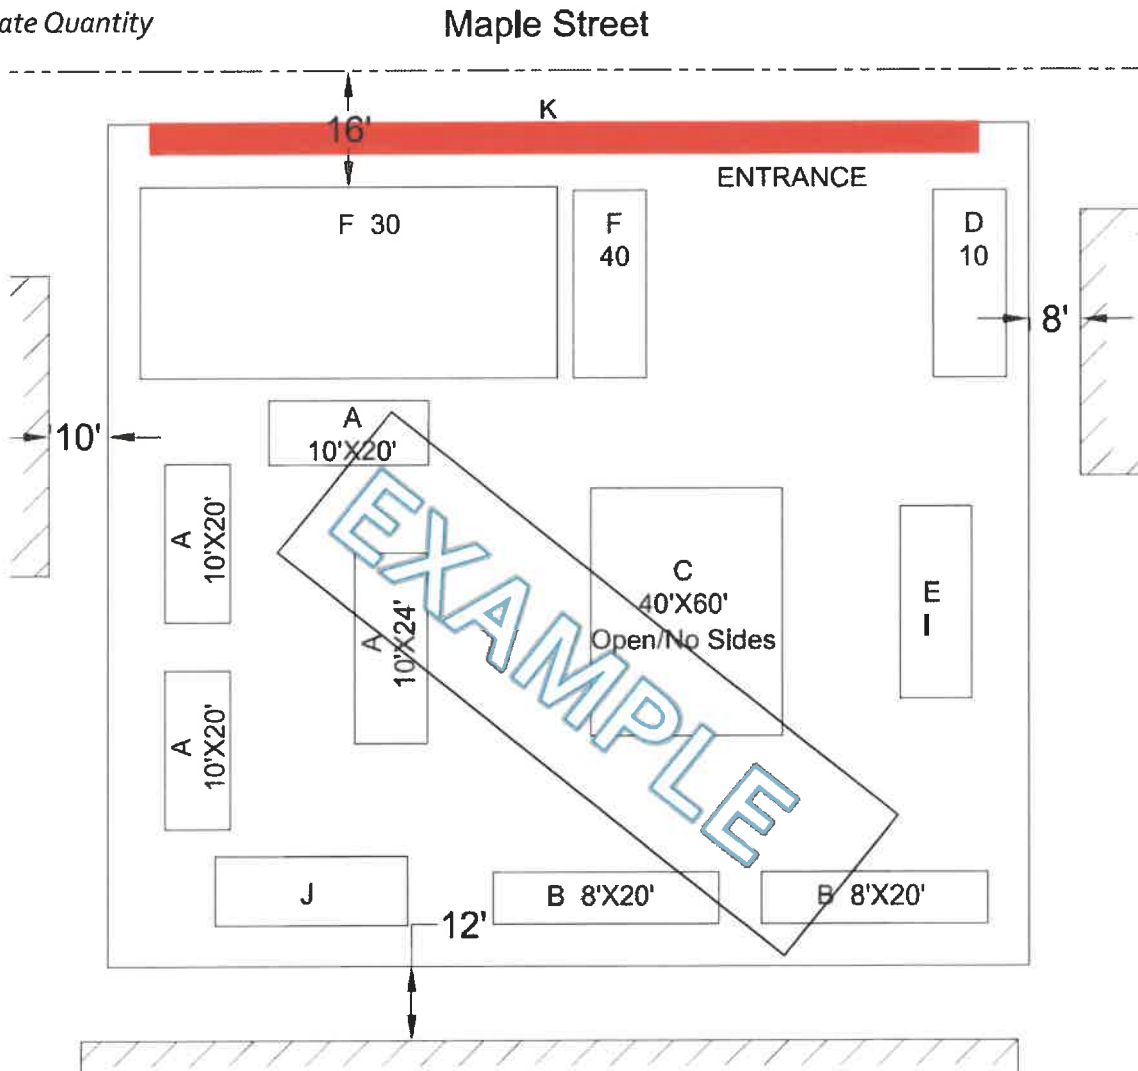 ate Quantity
Maple Street
K
16'
ENTRANCE
F 30
F
40
D
10
8'
10'
A
10'X20'
A
10'X20'
A
10'X24'
C
40'X60'
Open/No Sides
E
I
EXAMPLE
A
10'X20'
J
B 8'X20'
B 8'X20'
12'